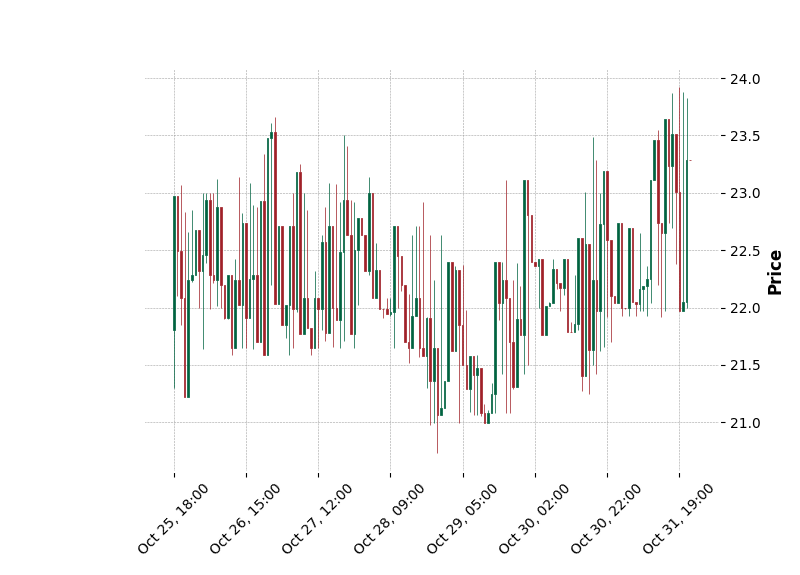 24.0
23.5
23.0
22.5
22.0
21.5
21.0
Price
Oct 25, 18:00
Oct 26, 15:00
Oct 27, 12:00
Oct 28, 09:00
Oct 29, 05:00
Oct 30, 02:00
Oct 30, 22:00
Oct 31, 19:00